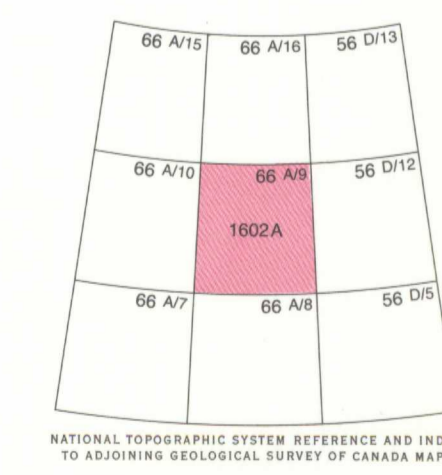 66 A/15 66 A/16 56 D/13
66 A/10 66 A/9 56 D/12
1602A
66 A/7 66 A/8 56 D/5
NATIONAL TOPOGRAPHIC SYSTEM REFERENCE AND IND
TO ADJOINING GEOLOGICAL SURVEY OF CANADA MAP